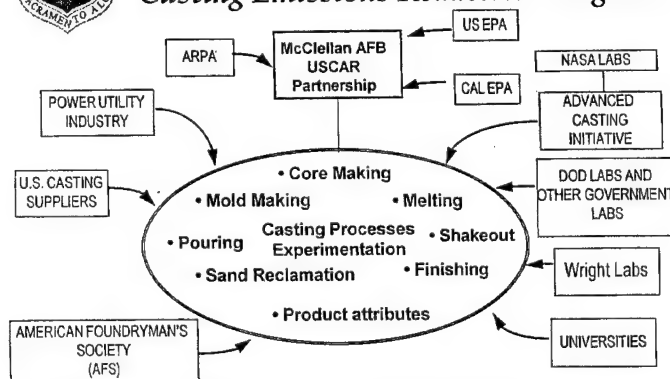 SACRAMENTO AL
Casting Emissions
McClellan AFB
USCAR
Partnership
US EPA
ARPA
CAL EPA
NASA LABS
ADVANCED
CASTING
INITIATIVE
POWER UTILITY
INDUSTRY
U.S. CASTING
SUPPLIERS
DOD LABS AND
OTHER GOVERNMENT
LABS
• Core Making
• Mold Making
• Melting
• Pouring
Casting Processes
Experimentation
• Shakeout
• Sand Reclamation
• Finishing
• Product attributes
Wright Labs
AMERICAN FOUNDRYMAN'S
SOCIETY
(AFS)
UNIVERSITIES